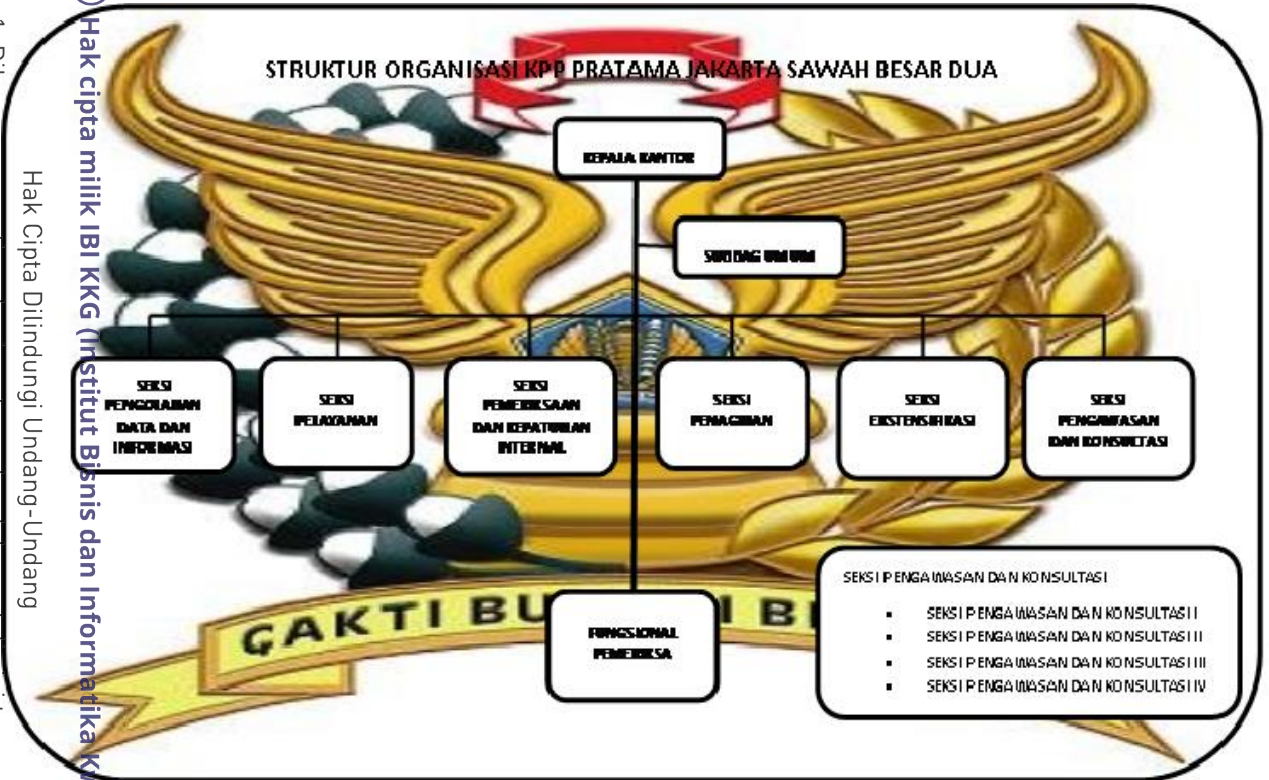 STRUKTUR ORGANISASI KPP PRATAMA JAKARTA SAWAH BESAR DUA
KEPALA KANTOR
SUBBAG UMUM
SEKSI
PENGOLAHAN
DATA DAN
INFORMASI
SEKSI
PELAYANAN
SEKSI
PEMERIKSAAN
DAN KEPATUHAN
INTERNAL
SEKSI
PENAGIHAN
SEKSI
EKSTENSIFIKASI
SEKSI
PENGAWASAN
DAN KONSULTASI
FUNGSIONAL
PEMERIKSA
SEKSI PENGAWASAN DAN KONSULTASI
▪ SEKSI PENGAWASAN DAN KONSULTASI I
▪ SEKSI PENGAWASAN DAN KONSULTASI II
▪ SEKSI PENGAWASAN DAN KONSULTASI III
▪ SEKSI PENGAWASAN DAN KONSULTASI IV
ÇAKTI BU
Hak cipta milik IBI KKG (Institut Bisnis dan Informatika Kw
Hak Cipta Dilindungi Undang-Undang